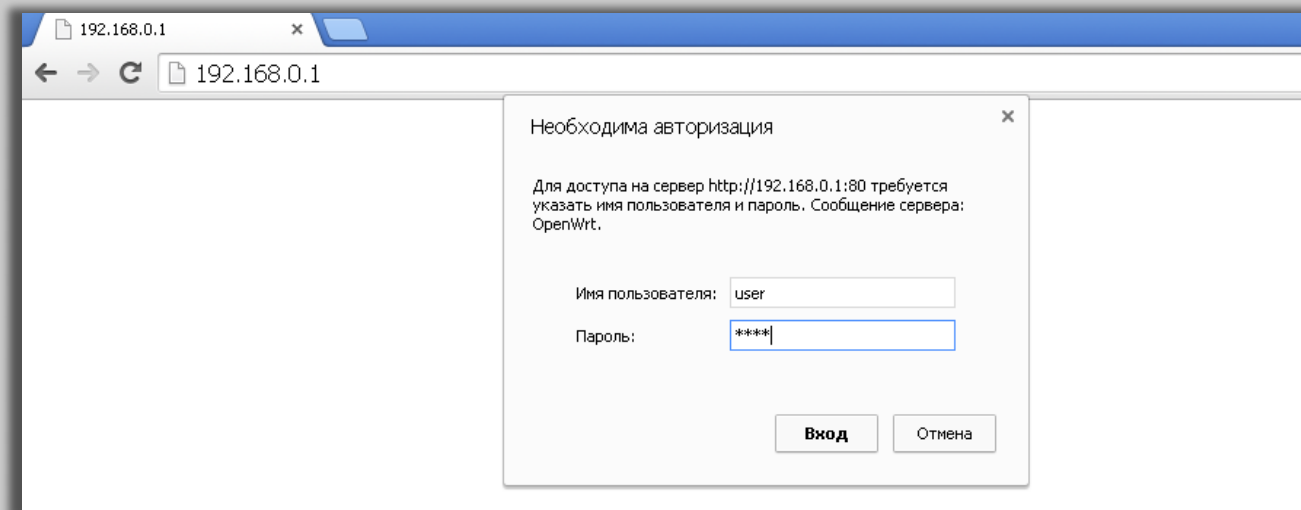 192.168.0.1
192.168.0.1
Необходима авторизация
Для доступа на сервер http://192.168.0.1:80 требуется
указать имя пользователя и пароль. Сообщение сервера:
OpenWrt.
Имя пользователя: user
Пароль: ****
Вход Отмена